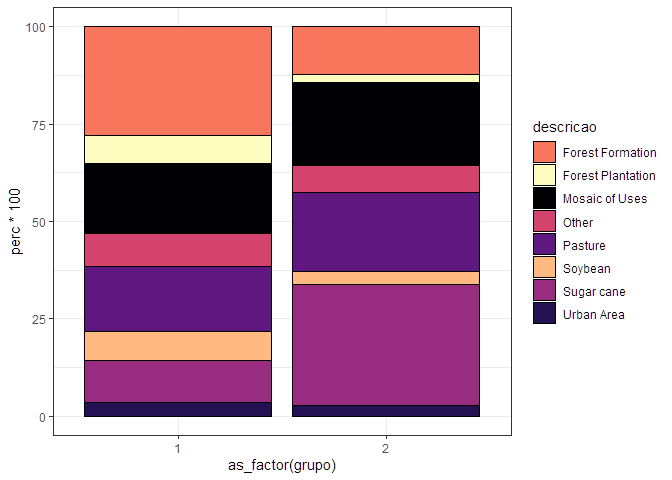 100
75
50
25
0
perc * 100
1
2
as_factor(grupo)
descricao
Forest Formation
Forest Plantation
Mosaic of Uses
Other
Pasture
Soybean
Sugar cane
Urban Area